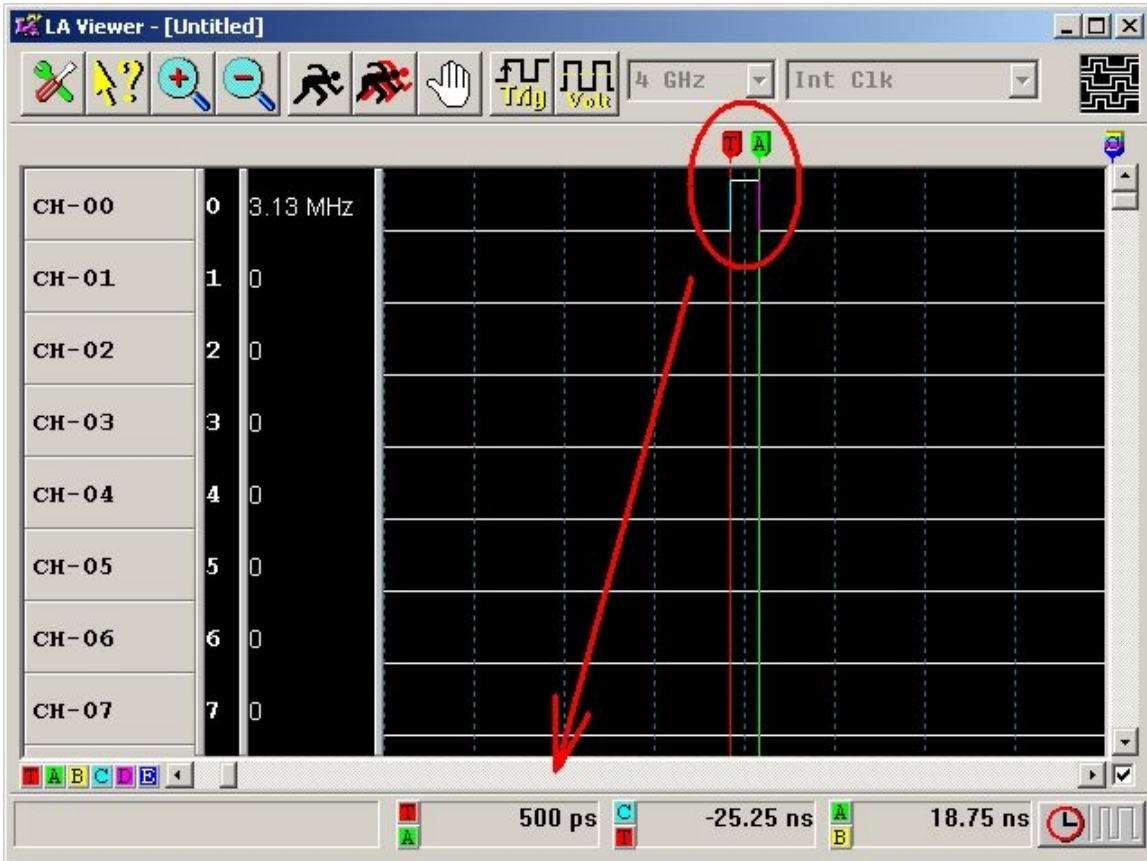 LA Viewer - [Untitled]
Trig Volt 4 GHz Int Clk
T A
CH-00 0 3.13 MHz
CH-01 1 0
CH-02 2 0
CH-03 3 0
CH-04 4 0
CH-05 5 0
CH-06 6 0
CH-07 7 0
T A B C D E
T A 500 ps C T -25.25 ns A B 18.75 ns